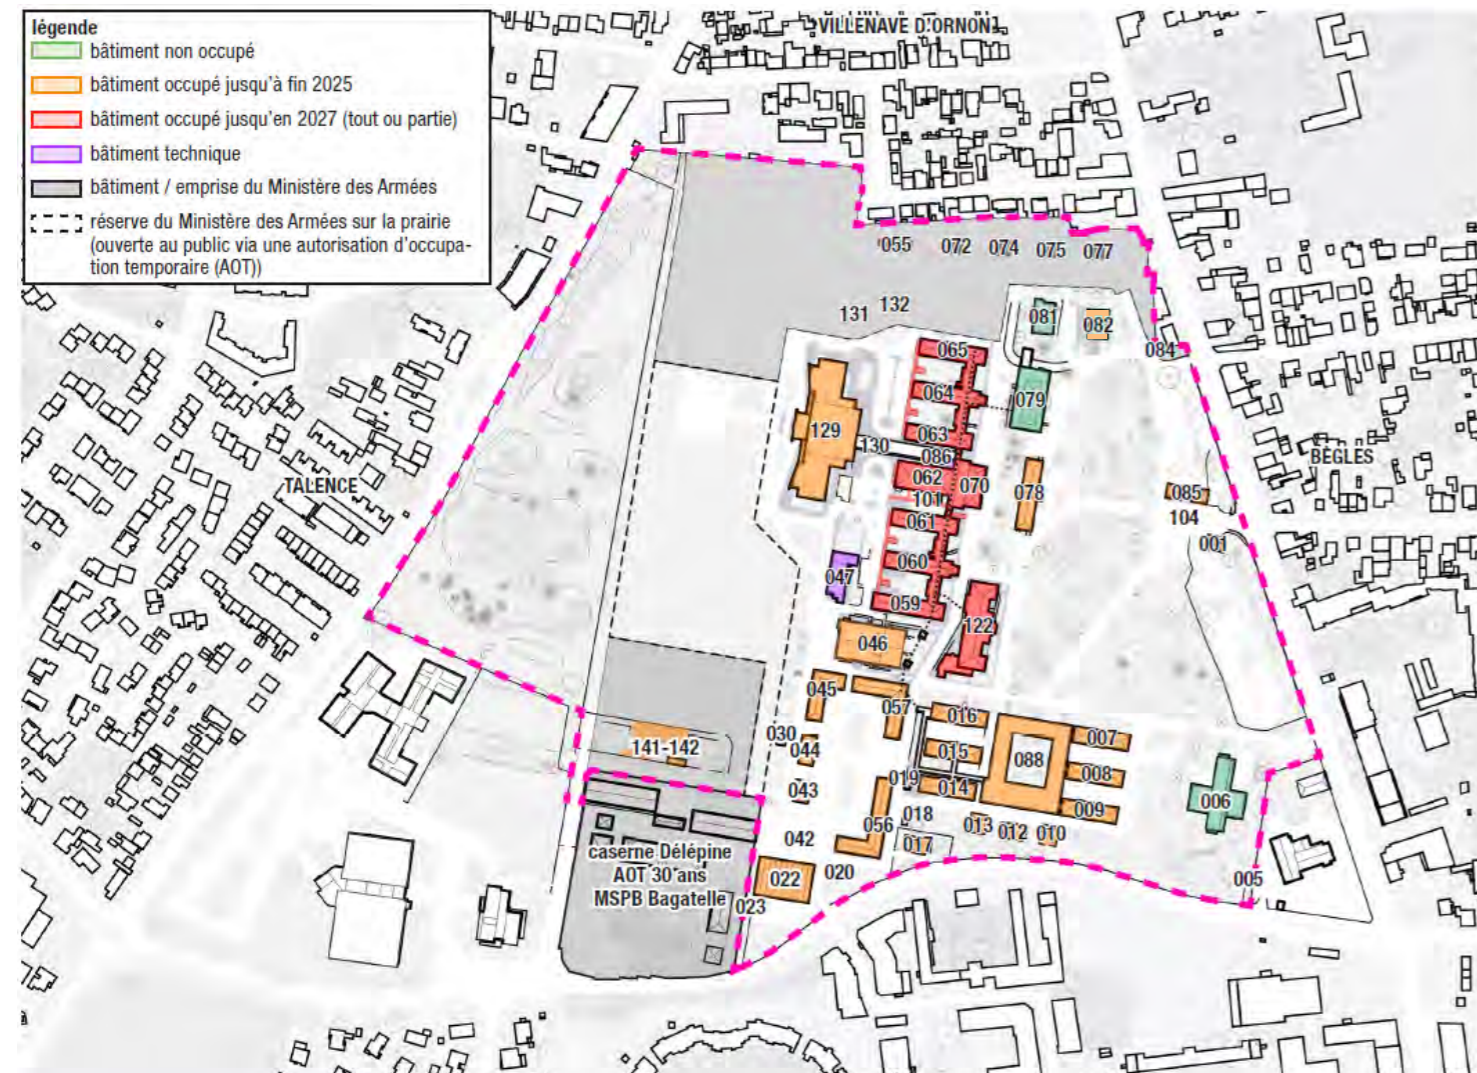 légende
bâtiment non occupé
bâtiment occupé jusqu'à fin 2025
bâtiment occupé jusqu'en 2027 (tout ou partie)
bâtiment technique
bâtiment / emprise du Ministère des Armées
réserve du Ministère des Armées sur la prairie
(ouverte au public via une autorisation d'occupa-
tion temporaire (AOT))
VILLENAVE D'ORNON
055 072 074 075 077
131 132
081 082
084
065
064
079
063
129
130
086
062
070
101
078
061
060
047
059
122
046
TALENCE
BÈGLES
085
104
001
045
057
016
030
044
141-142
015
007
088
008
019
014
043
009
006
018
056
013 012 010
042
017
020
022
005
023
caserne Délépine
AOT 30 ans
MSPB Bagatelle